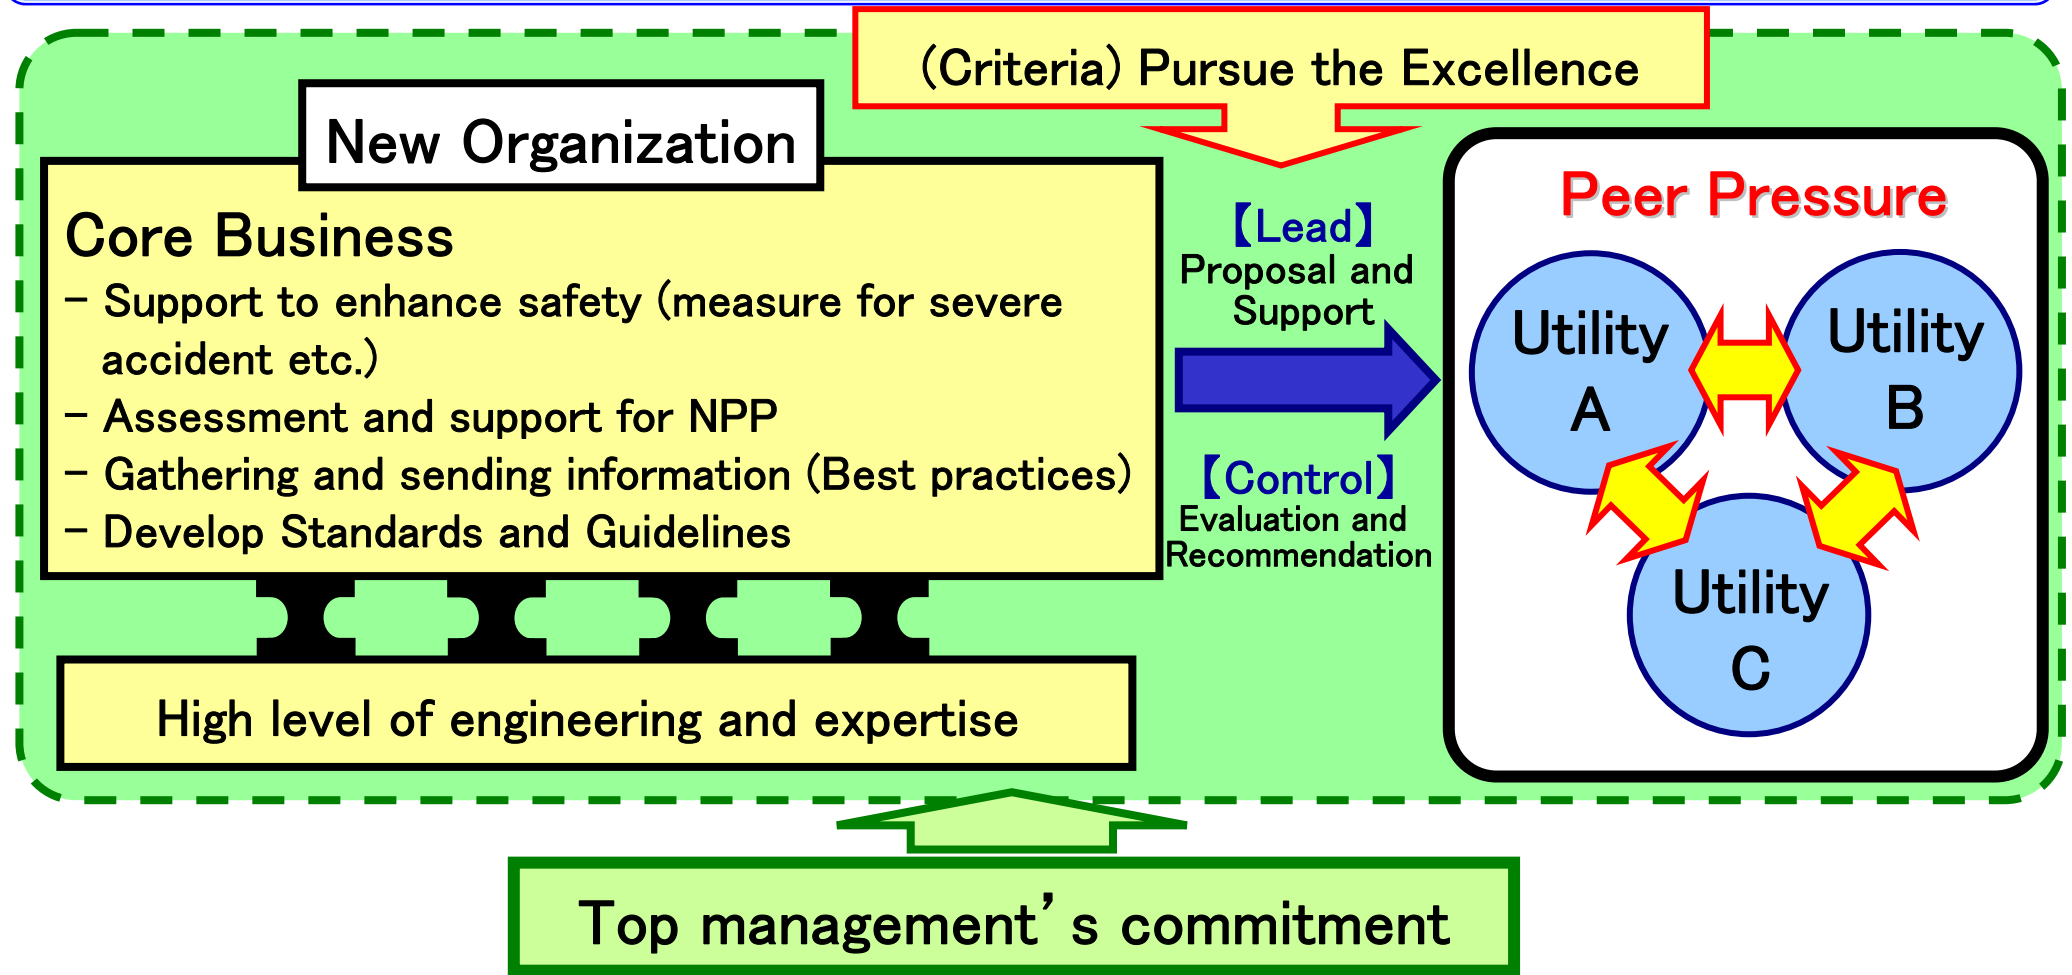 (Criteria) Pursue the Excellence
New Organization
Core Business
- Support to enhance safety (measure for severe
accident etc.)
- Assessment and support for NPP
- Gathering and sending information (Best practices)
- Develop Standards and Guidelines
High level of engineering and expertise
【Lead】
Proposal and
Support
【Control】
Evaluation and
Recommendation
Peer Pressure
Utility
A
Utility
B
Utility
C
Top management’s commitment